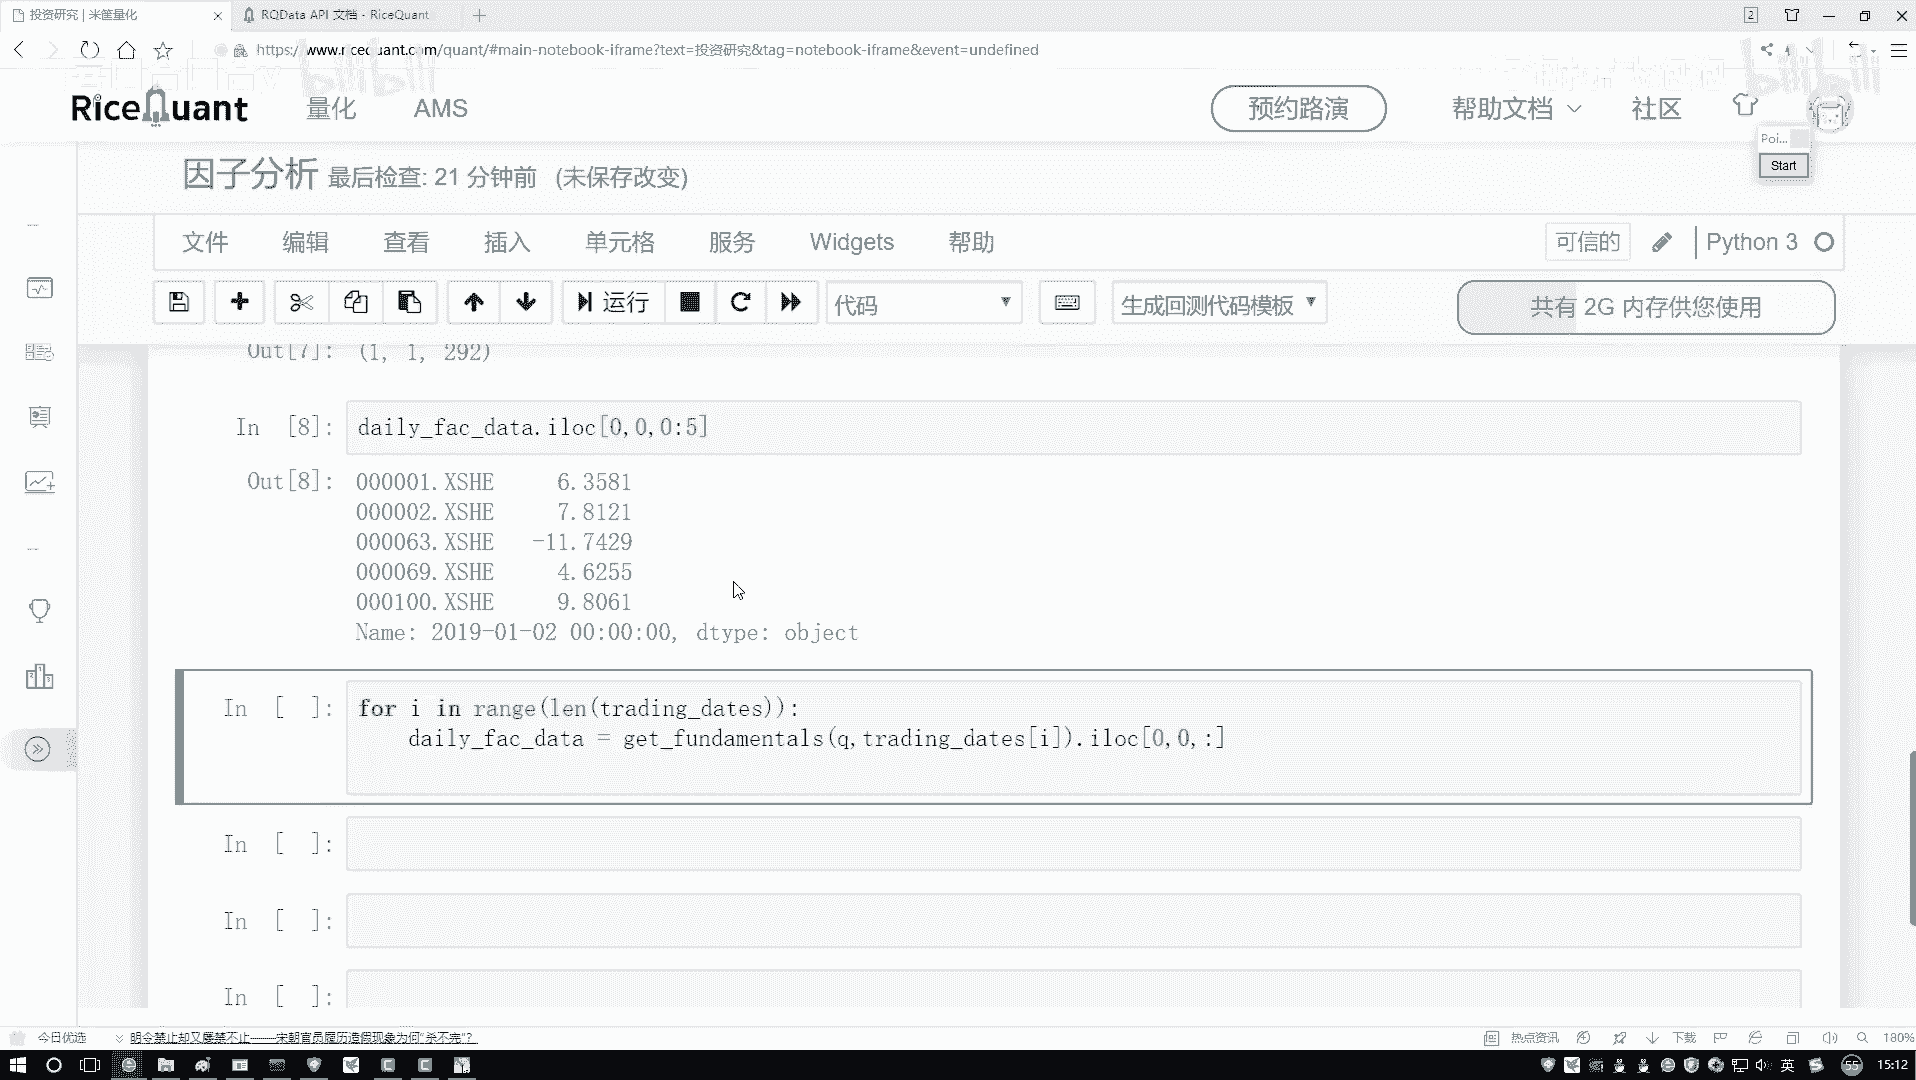 投资研究 | 米筐量化
RQData API 文档 - RiceQuant
2
https://www.ricequant.com/quant/#main-notebook-iframe?text=投资研究&tag=notebook-iframe&event=undefined
bilibili
bilibili
RiceQuant
量化
AMS
预约路演
帮助文档
社区
Poi...
Start
因子分析 最后检查: 21 分钟前 (未保存改变)
文件
编辑
查看
插入
单元格
服务
Widgets
帮助
可信的
Python 3
运行
代码
生成回测代码模板
共有 2G 内存供您使用
Out[7]: (1, 1, 292)
In [8]: daily_fac_data.iloc[0,0,0:5]
Out[8]: 000001.XSHE 6.3581
000002.XSHE 7.8121
000063.XSHE -11.7429
000069.XSHE 4.6255
000100.XSHE 9.8061
Name: 2019-01-02 00:00:00, dtype: object
In [ ]: for i in range(len(trading_dates)):
daily_fac_data = get_fundamentals(q,trading_dates[i]).iloc[0,0,:]
In [ ]:
In [ ]:
In [ ]:
今日优选
明令禁止却又屡禁不止——宋朝官员履历造假现象为何“杀不完”?
热点资讯
下载
180%
英
55
15:12